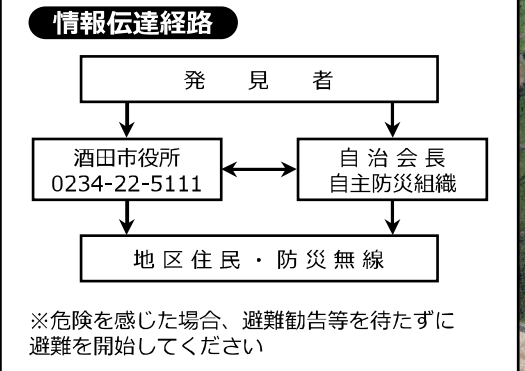 情報伝達経路
発見者
酒田市役所
0234-22-5111
自治会長
自主防災組織
地区住民・防災無線
※危険を感じた場合、避難勧告等を待たずに
避難を開始してください